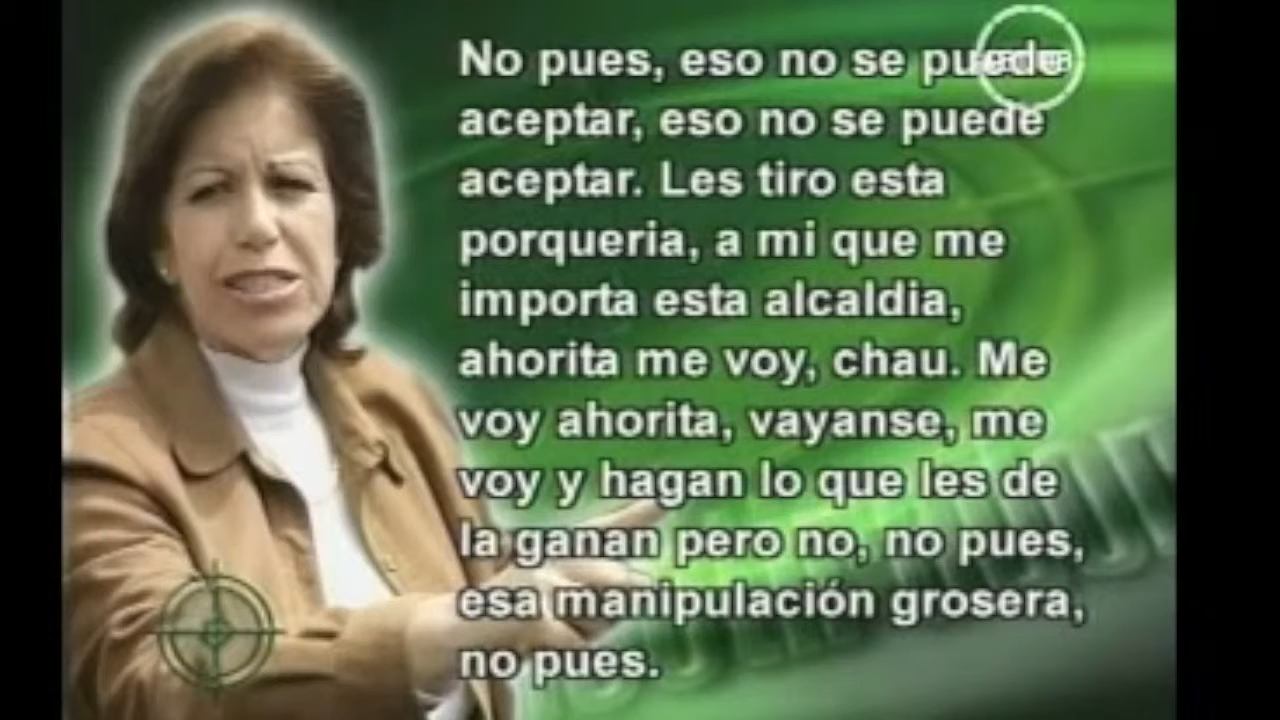 No pues, eso no se puede
aceptar, eso no se puede
aceptar. Les tiro esta
porqueria, a mi que me
importa esta alcaldia,
ahorita me voy, chau. Me
voy ahorita, vayanse, me
voy y hagan lo que les de
la ganan pero no, no pues,
esa manipulación grosera,
no pues.